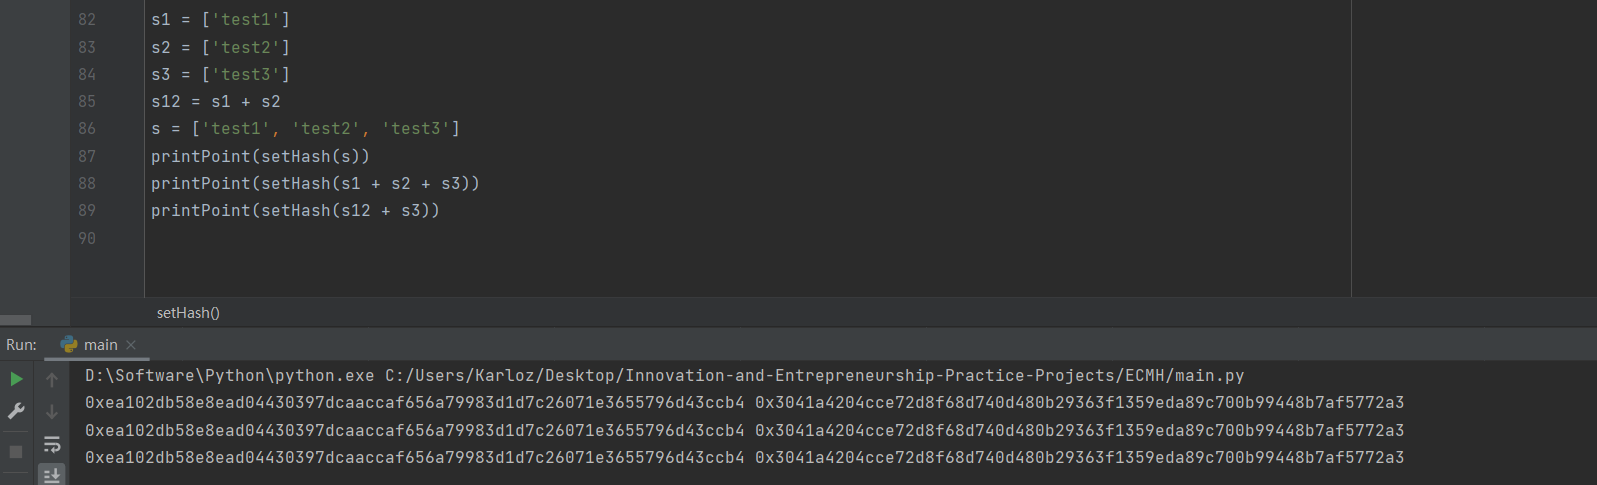 82 s1 = ['test1']
83 s2 = ['test2']
84 s3 = ['test3']
85 s12 = s1 + s2
86 s = ['test1', 'test2', 'test3']
87 printPoint(setHash(s))
88 printPoint(setHash(s1 + s2 + s3))
89 printPoint(setHash(s12 + s3))
90
setHash()
Run: main
D:\Software\Python\python.exe C:/Users/Karloz/Desktop/Innovation-and-Entrepreneurship-Practice-Projects/ECMH/main.py
0xea102db58e8ead04430397dcaaccaf656a79983d1d7c26071e3655796d43ccb4 0x3041a4204cce72d8f68d740d480b29363f1359eda89c700b99448b7af5772a3
0xea102db58e8ead04430397dcaaccaf656a79983d1d7c26071e3655796d43ccb4 0x3041a4204cce72d8f68d740d480b29363f1359eda89c700b99448b7af5772a3
0xea102db58e8ead04430397dcaaccaf656a79983d1d7c26071e3655796d43ccb4 0x3041a4204cce72d8f68d740d480b29363f1359eda89c700b99448b7af5772a3